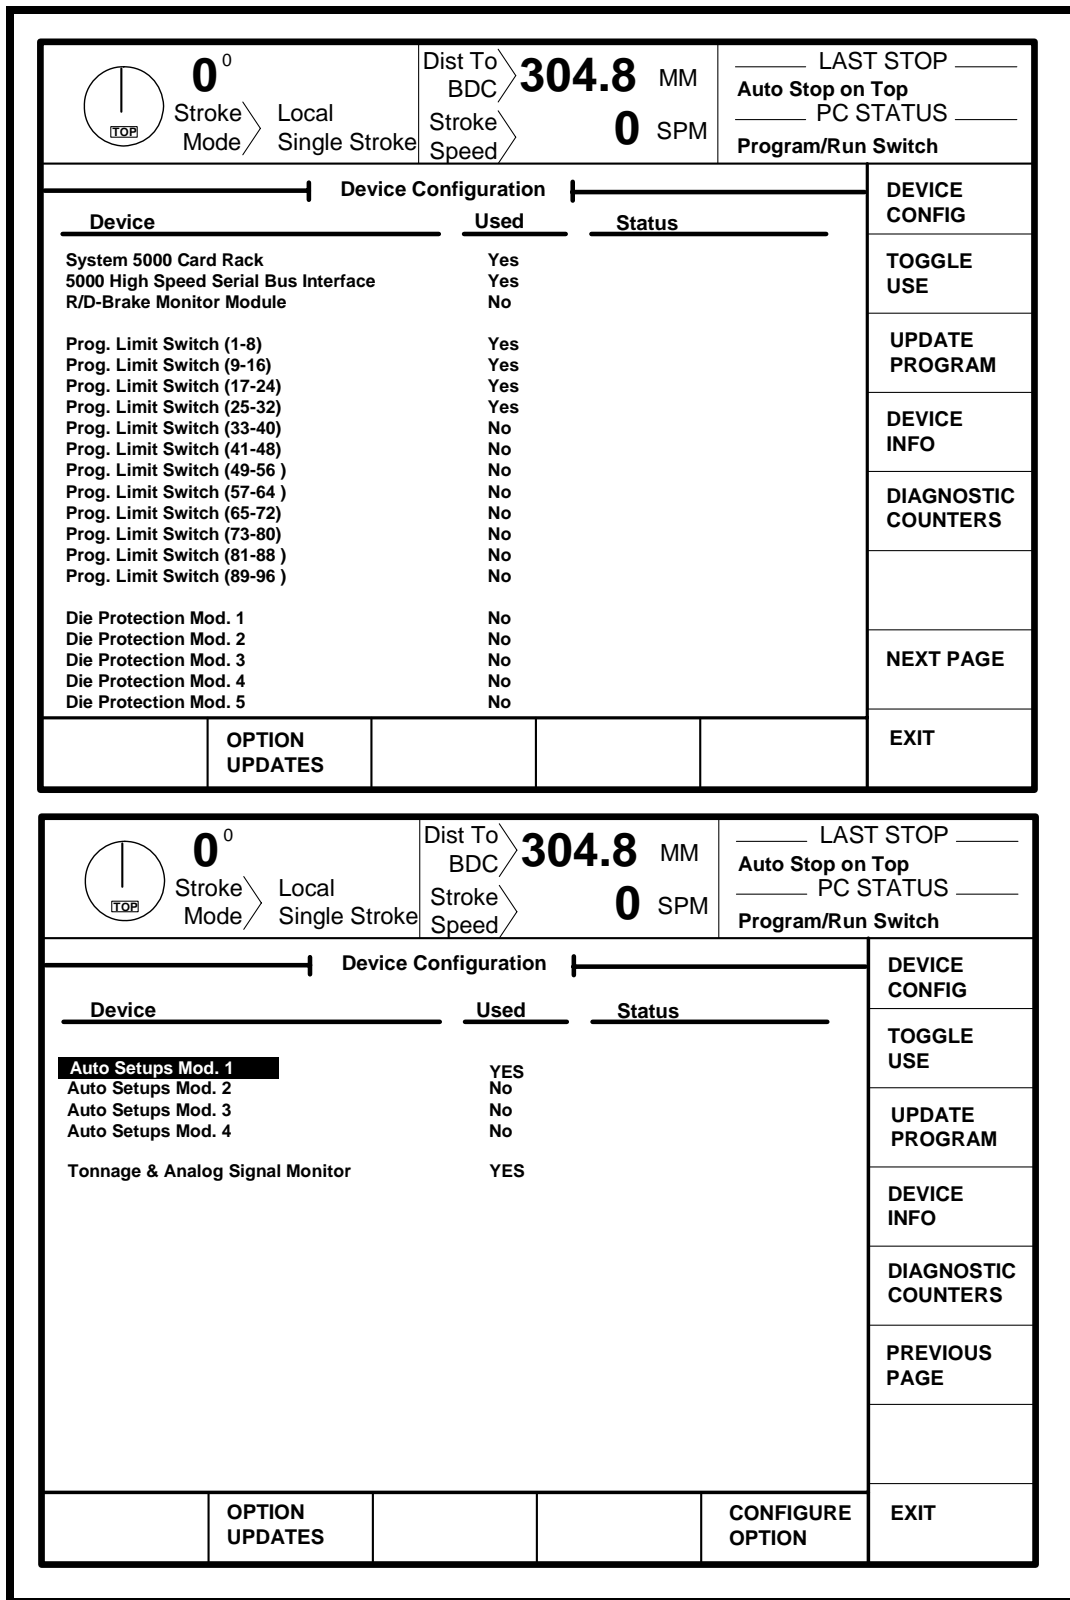 0 0
TOP
Stroke Mode
Local
Single Stroke
Dist To BDC 304.8 MM
Stroke Speed 0 SPM
LAST STOP
Auto Stop on Top
PC STATUS
Program/Run Switch
Device Configuration
Device Used Status
System 5000 Card Rack Yes
5000 High Speed Serial Bus Interface Yes
R/D-Brake Monitor Module No
Prog. Limit Switch (1-8) Yes
Prog. Limit Switch (9-16) Yes
Prog. Limit Switch (17-24) Yes
Prog. Limit Switch (25-32) Yes
Prog. Limit Switch (33-40) No
Prog. Limit Switch (41-48) No
Prog. Limit Switch (49-56 ) No
Prog. Limit Switch (57-64 ) No
Prog. Limit Switch (65-72) No
Prog. Limit Switch (73-80) No
Prog. Limit Switch (81-88 ) No
Prog. Limit Switch (89-96 ) No
Die Protection Mod. 1 No
Die Protection Mod. 2 No
Die Protection Mod. 3 No
Die Protection Mod. 4 No
Die Protection Mod. 5 No
DEVICE
CONFIG
TOGGLE
USE
UPDATE
PROGRAM
DEVICE
INFO
DIAGNOSTIC
COUNTERS
NEXT PAGE
EXIT
OPTION
UPDATES
0 0
TOP
Stroke Mode
Local
Single Stroke
Dist To BDC 304.8 MM
Stroke Speed 0 SPM
LAST STOP
Auto Stop on Top
PC STATUS
Program/Run Switch
Device Configuration
Device Used Status
Auto Setups Mod. 1 YES
Auto Setups Mod. 2 No
Auto Setups Mod. 3 No
Auto Setups Mod. 4 No
Tonnage & Analog Signal Monitor YES
DEVICE
CONFIG
TOGGLE
USE
UPDATE
PROGRAM
DEVICE
INFO
DIAGNOSTIC
COUNTERS
PREVIOUS
PAGE
EXIT
OPTION
UPDATES
CONFIGURE
OPTION